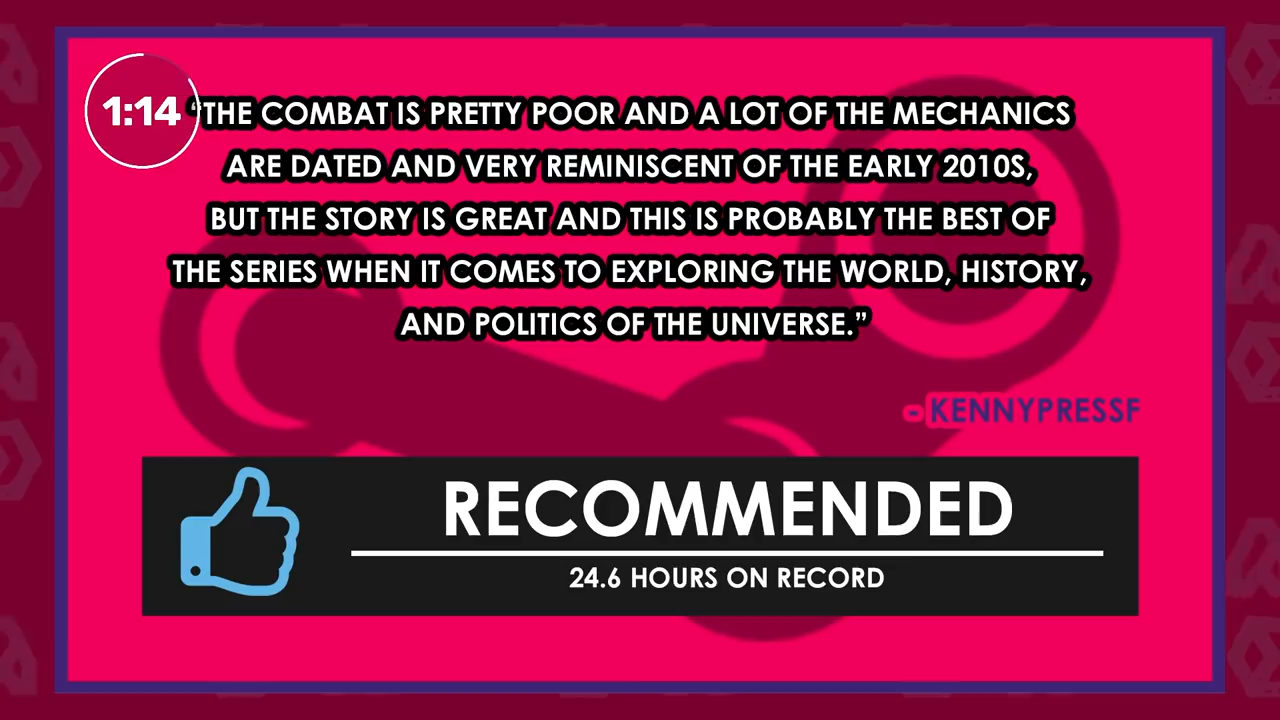 1:14
“THE COMBAT IS PRETTY POOR AND A LOT OF THE MECHANICS
ARE DATED AND VERY REMINISCENT OF THE EARLY 2010S,
BUT THE STORY IS GREAT AND THIS IS PROBABLY THE BEST OF
THE SERIES WHEN IT COMES TO EXPLORING THE WORLD, HISTORY,
AND POLITICS OF THE UNIVERSE.”
- KENNYPRESSF
RECOMMENDED
24.6 HOURS ON RECORD